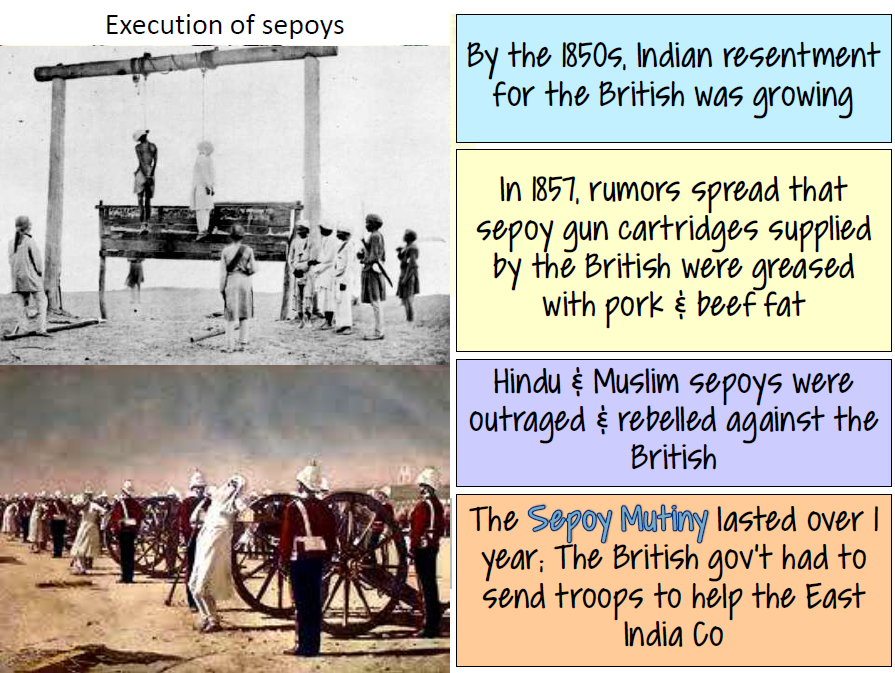 Execution of sepoys
By the 1850s, Indian resentment
for the British was growing
In 1857, rumors spread that
sepoy gun cartridges supplied
by the British were greased
with pork & beef fat
Hindu & Muslim sepoys were
outraged & rebelled against the
British
The Sepoy Mutiny lasted over 1
year; The British gov't had to
send troops to help the East
India Co